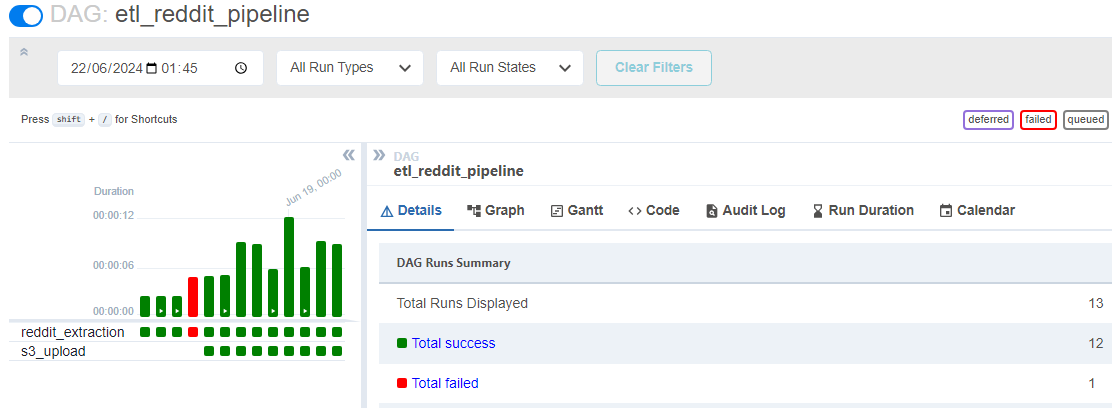 DAG: etl_reddit_pipeline
22/06/2024 01:45
All Run Types
All Run States
Clear Filters
Press shift + / for Shortcuts
deferred
failed
queued
Duration
Jun 19, 00:00
00:00:12
00:00:06
00:00:00
reddit_extraction
s3_upload
DAG
etl_reddit_pipeline
Details Graph Gantt Code Audit Log Run Duration Calendar
DAG Runs Summary
Total Runs Displayed 13
Total success 12
Total failed 1